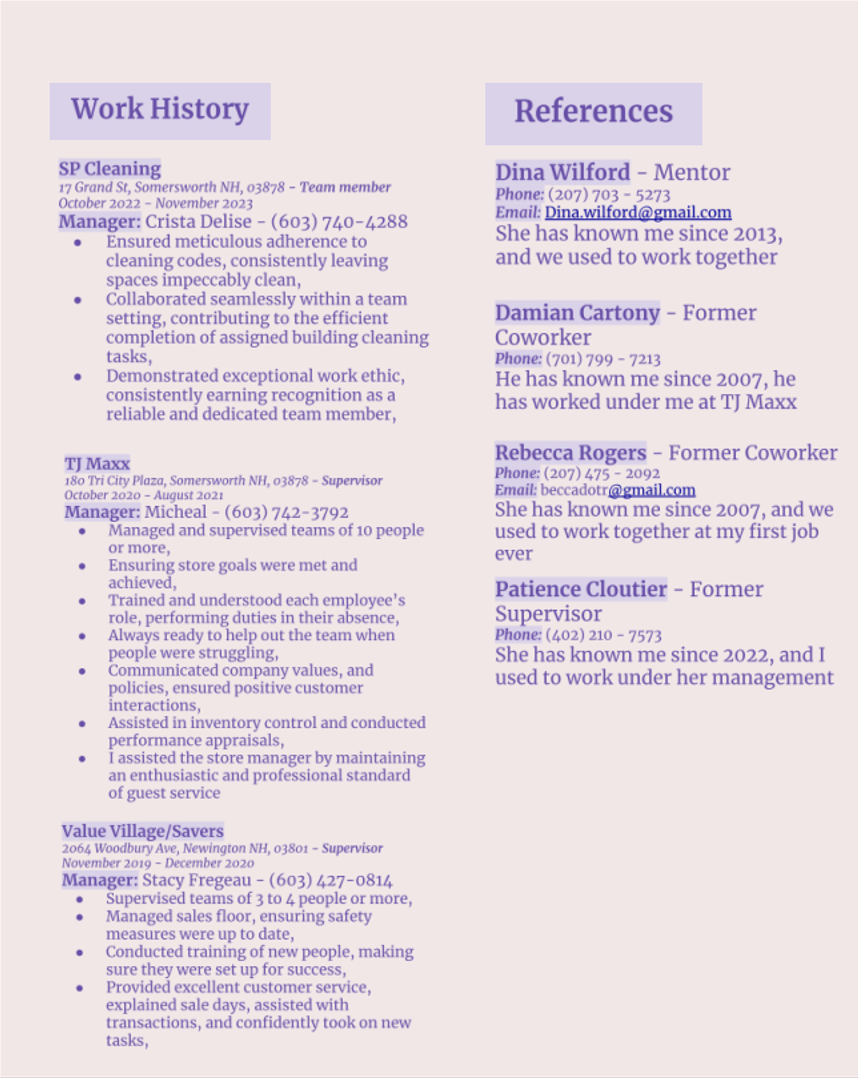 Work History
SP Cleaning
17 Grand St, Somersworth NH, 03878 - Team member
October 2022 - November 2023
Manager: Crista Delise - (603) 740-4288
● Ensured meticulous adherence to
cleaning codes, consistently leaving
spaces impeccably clean,
● Collaborated seamlessly within a team
setting, contributing to the efficient
completion of assigned building cleaning
tasks,
● Demonstrated exceptional work ethic,
consistently earning recognition as a
reliable and dedicated team member,
TJ Maxx
180 Tri City Plaza, Somersworth NH, 03878 - Supervisor
October 2020 - August 2021
Manager: Micheal - (603) 742-3792
● Managed and supervised teams of 10 people
or more,
● Ensuring store goals were met and
achieved,
● Trained and understood each employee's
role, performing duties in their absence,
● Always ready to help out the team when
people were struggling,
● Communicated company values, and
policies, ensured positive customer
interactions,
● Assisted in inventory control and conducted
performance appraisals,
● I assisted the store manager by maintaining
an enthusiastic and professional standard
of guest service
Value Village/Savers
2064 Woodbury Ave, Newington NH, 03801 - Supervisor
November 2019 - December 2020
Manager: Stacy Fregeau - (603) 427-0814
● Supervised teams of 3 to 4 people or more,
● Managed sales floor, ensuring safety
measures were up to date,
● Conducted training of new people, making
sure they were set up for success,
● Provided excellent customer service,
explained sale days, assisted with
transactions, and confidently took on new
tasks,
References
Dina Wilford - Mentor
Phone: (207) 703 - 5273
Email: Dina.wilford@gmail.com
She has known me since 2013,
and we used to work together
Damian Cartony - Former
Coworker
Phone: (701) 799 - 7213
He has known me since 2007, he
has worked under me at TJ Maxx
Rebecca Rogers - Former Coworker
Phone: (207) 475 - 2092
Email: beccadotr@gmail.com
She has known me since 2007, and we
used to work together at my first job
ever
Patience Cloutier - Former
Supervisor
Phone: (402) 210 - 7573
She has known me since 2022, and I
used to work under her management